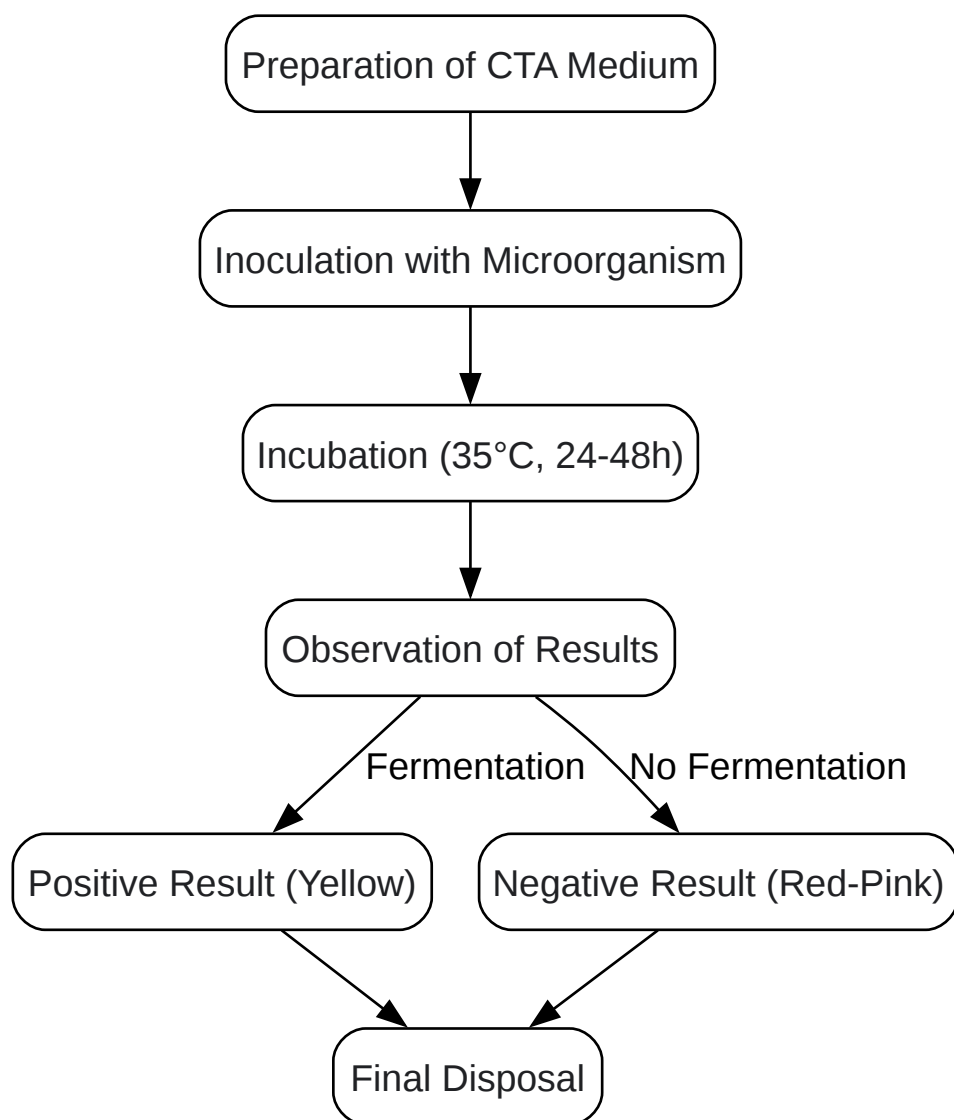 Preparation of CTA Medium
Inoculation with Microorganism
Incubation (35°C, 24-48h)
Observation of Results
Fermentation
No Fermentation
Positive Result (Yellow)
Negative Result (Red-Pink)
Final Disposal